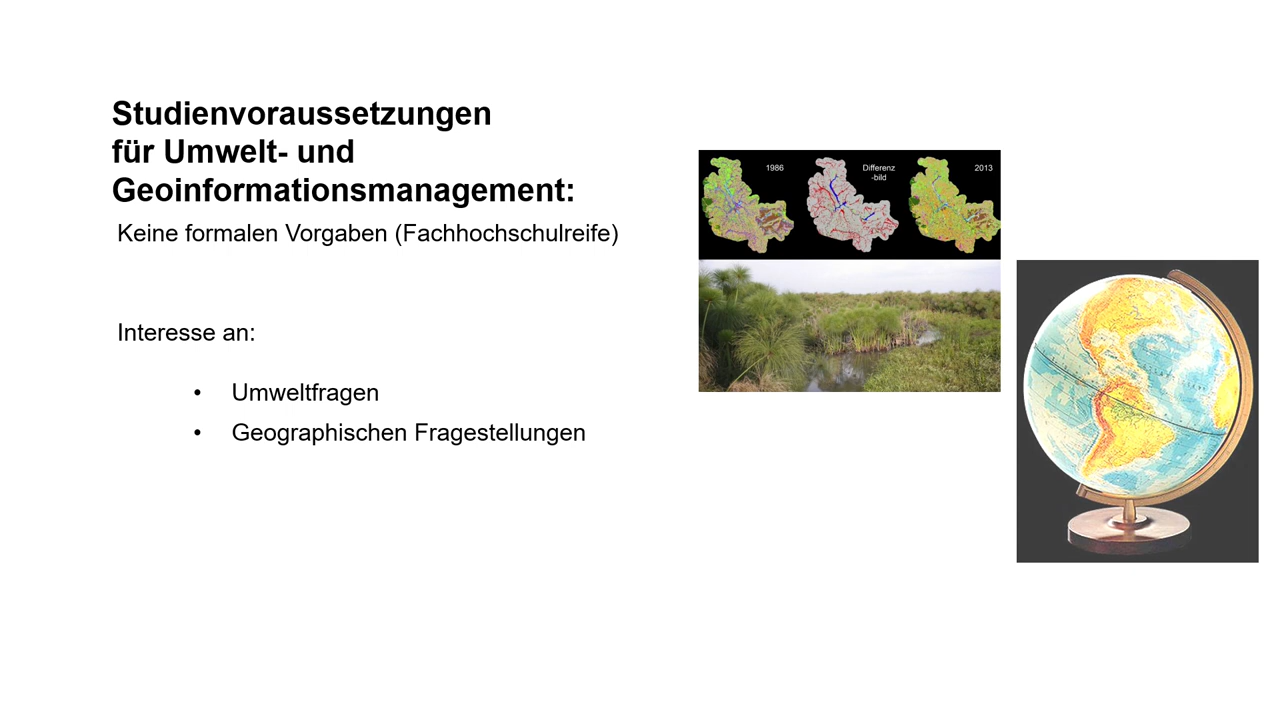 Studienvoraussetzungen
für Umwelt- und
Geoinformationsmanagement:
Keine formalen Vorgaben (Fachhochschulreife)
Interesse an:
• Umweltfragen
• Geographischen Fragestellungen
1986
Differenz
-bild
2013